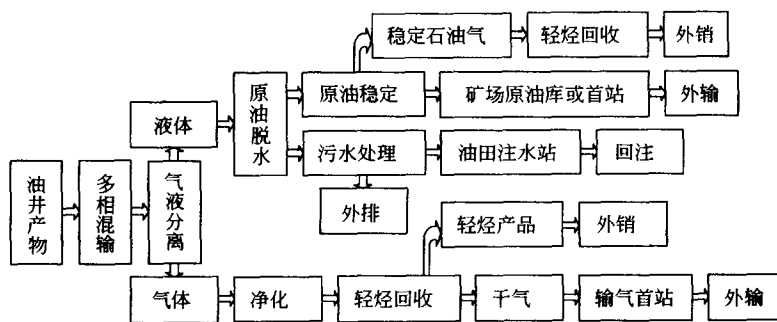 稳定石油气
轻烃回收
外销
原油脱水
原油稳定
矿场原油库或首站
外输
液体
污水处理
油田注水站
回注
油井产物
多相混输
气液分离
外排
轻烃产品
外销
气体
净化
轻烃回收
干气
输气首站
外输